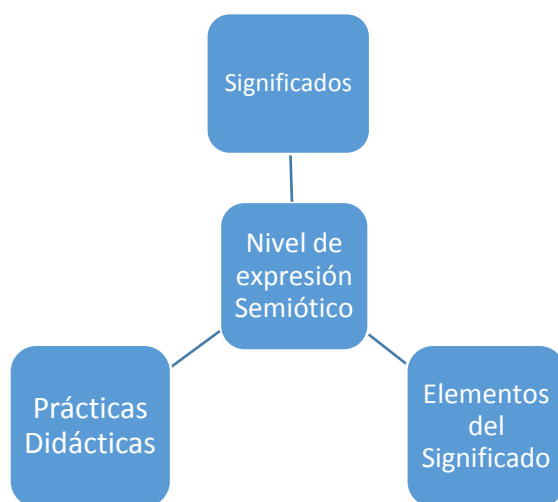 Significados
Nivel de
expresión
Semiótico
Prácticas
Didácticas
Elementos
del
Significado